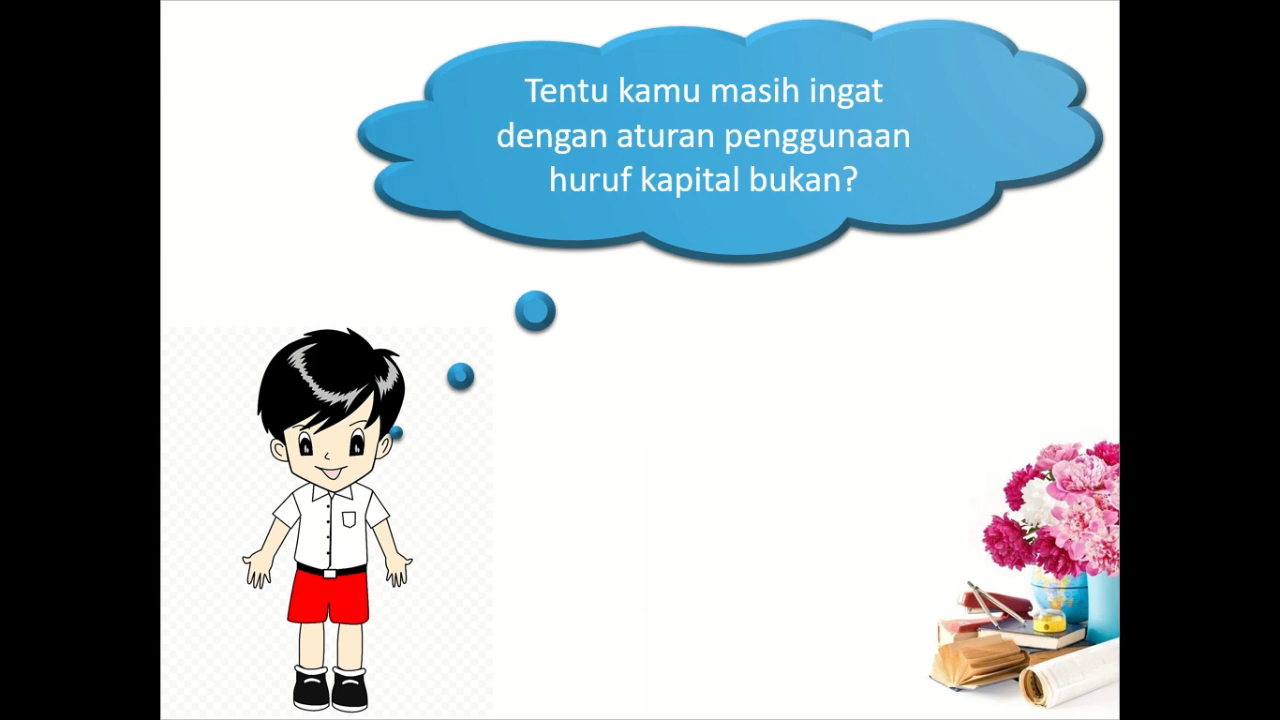 Tentu kamu masih ingat
dengan aturan penggunaan
huruf kapital bukan?